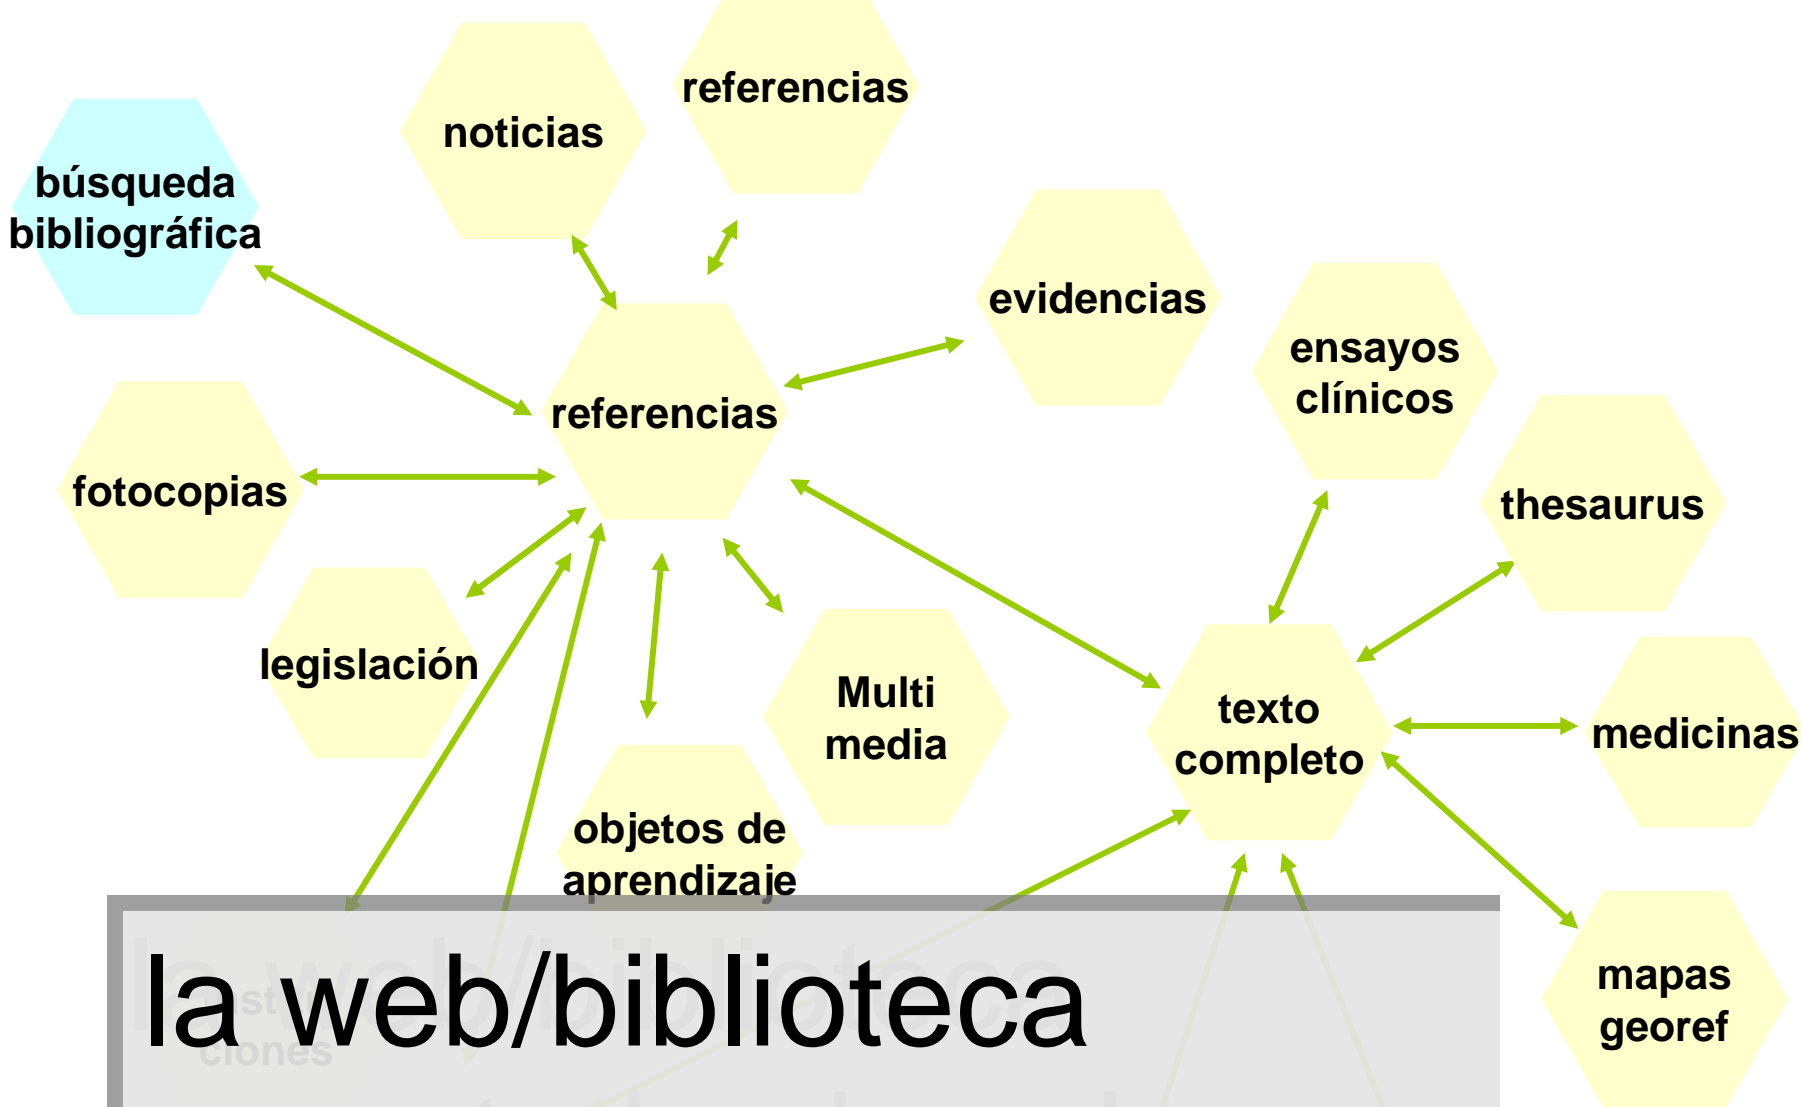 referencias
noticias
búsqueda
bibliográfica
evidencias
ensayos
clínicos
referencias
fotocopias
thesaurus
legislación
Multi
media
texto
completo
medicinas
objetos de
aprendizaje
la web/biblioteca
mapas
georef
ciones